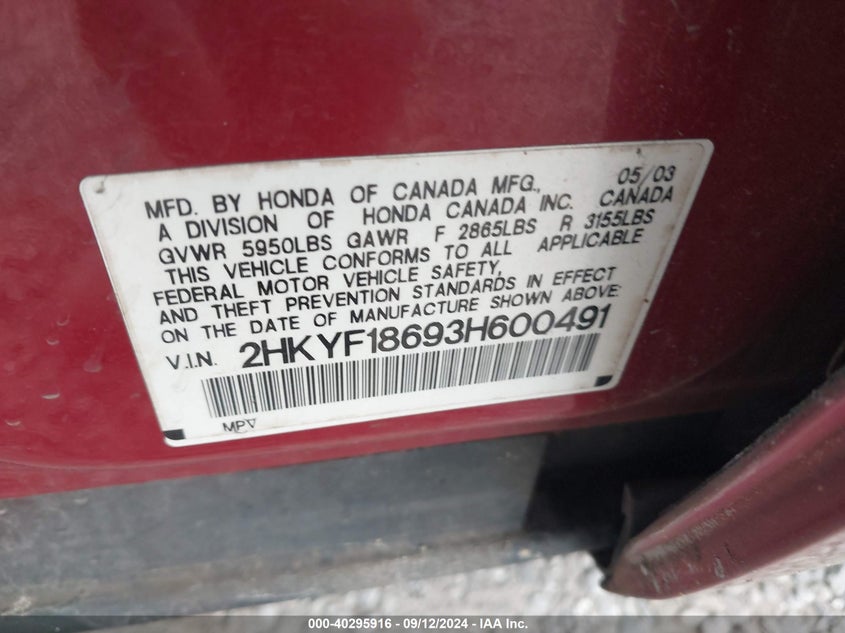 MFD. BY HONDA OF CANADA MFG., 05/03
A DIVISION OF HONDA CANADA INC. CANADA
GVWR 5950LBS GAWR F 2865LBS R 3155LBS
THIS VEHICLE CONFORMS TO ALL APPLICABLE
FEDERAL MOTOR VEHICLE SAFETY,
AND THEFT PREVENTION STANDARDS IN EFFECT
ON THE DATE OF MANUFACTURE SHOWN ABOVE:
V.I.N. 2HKYF18693H600491
MPV
000-40295916 - 09/12/2024 - IAA Inc.